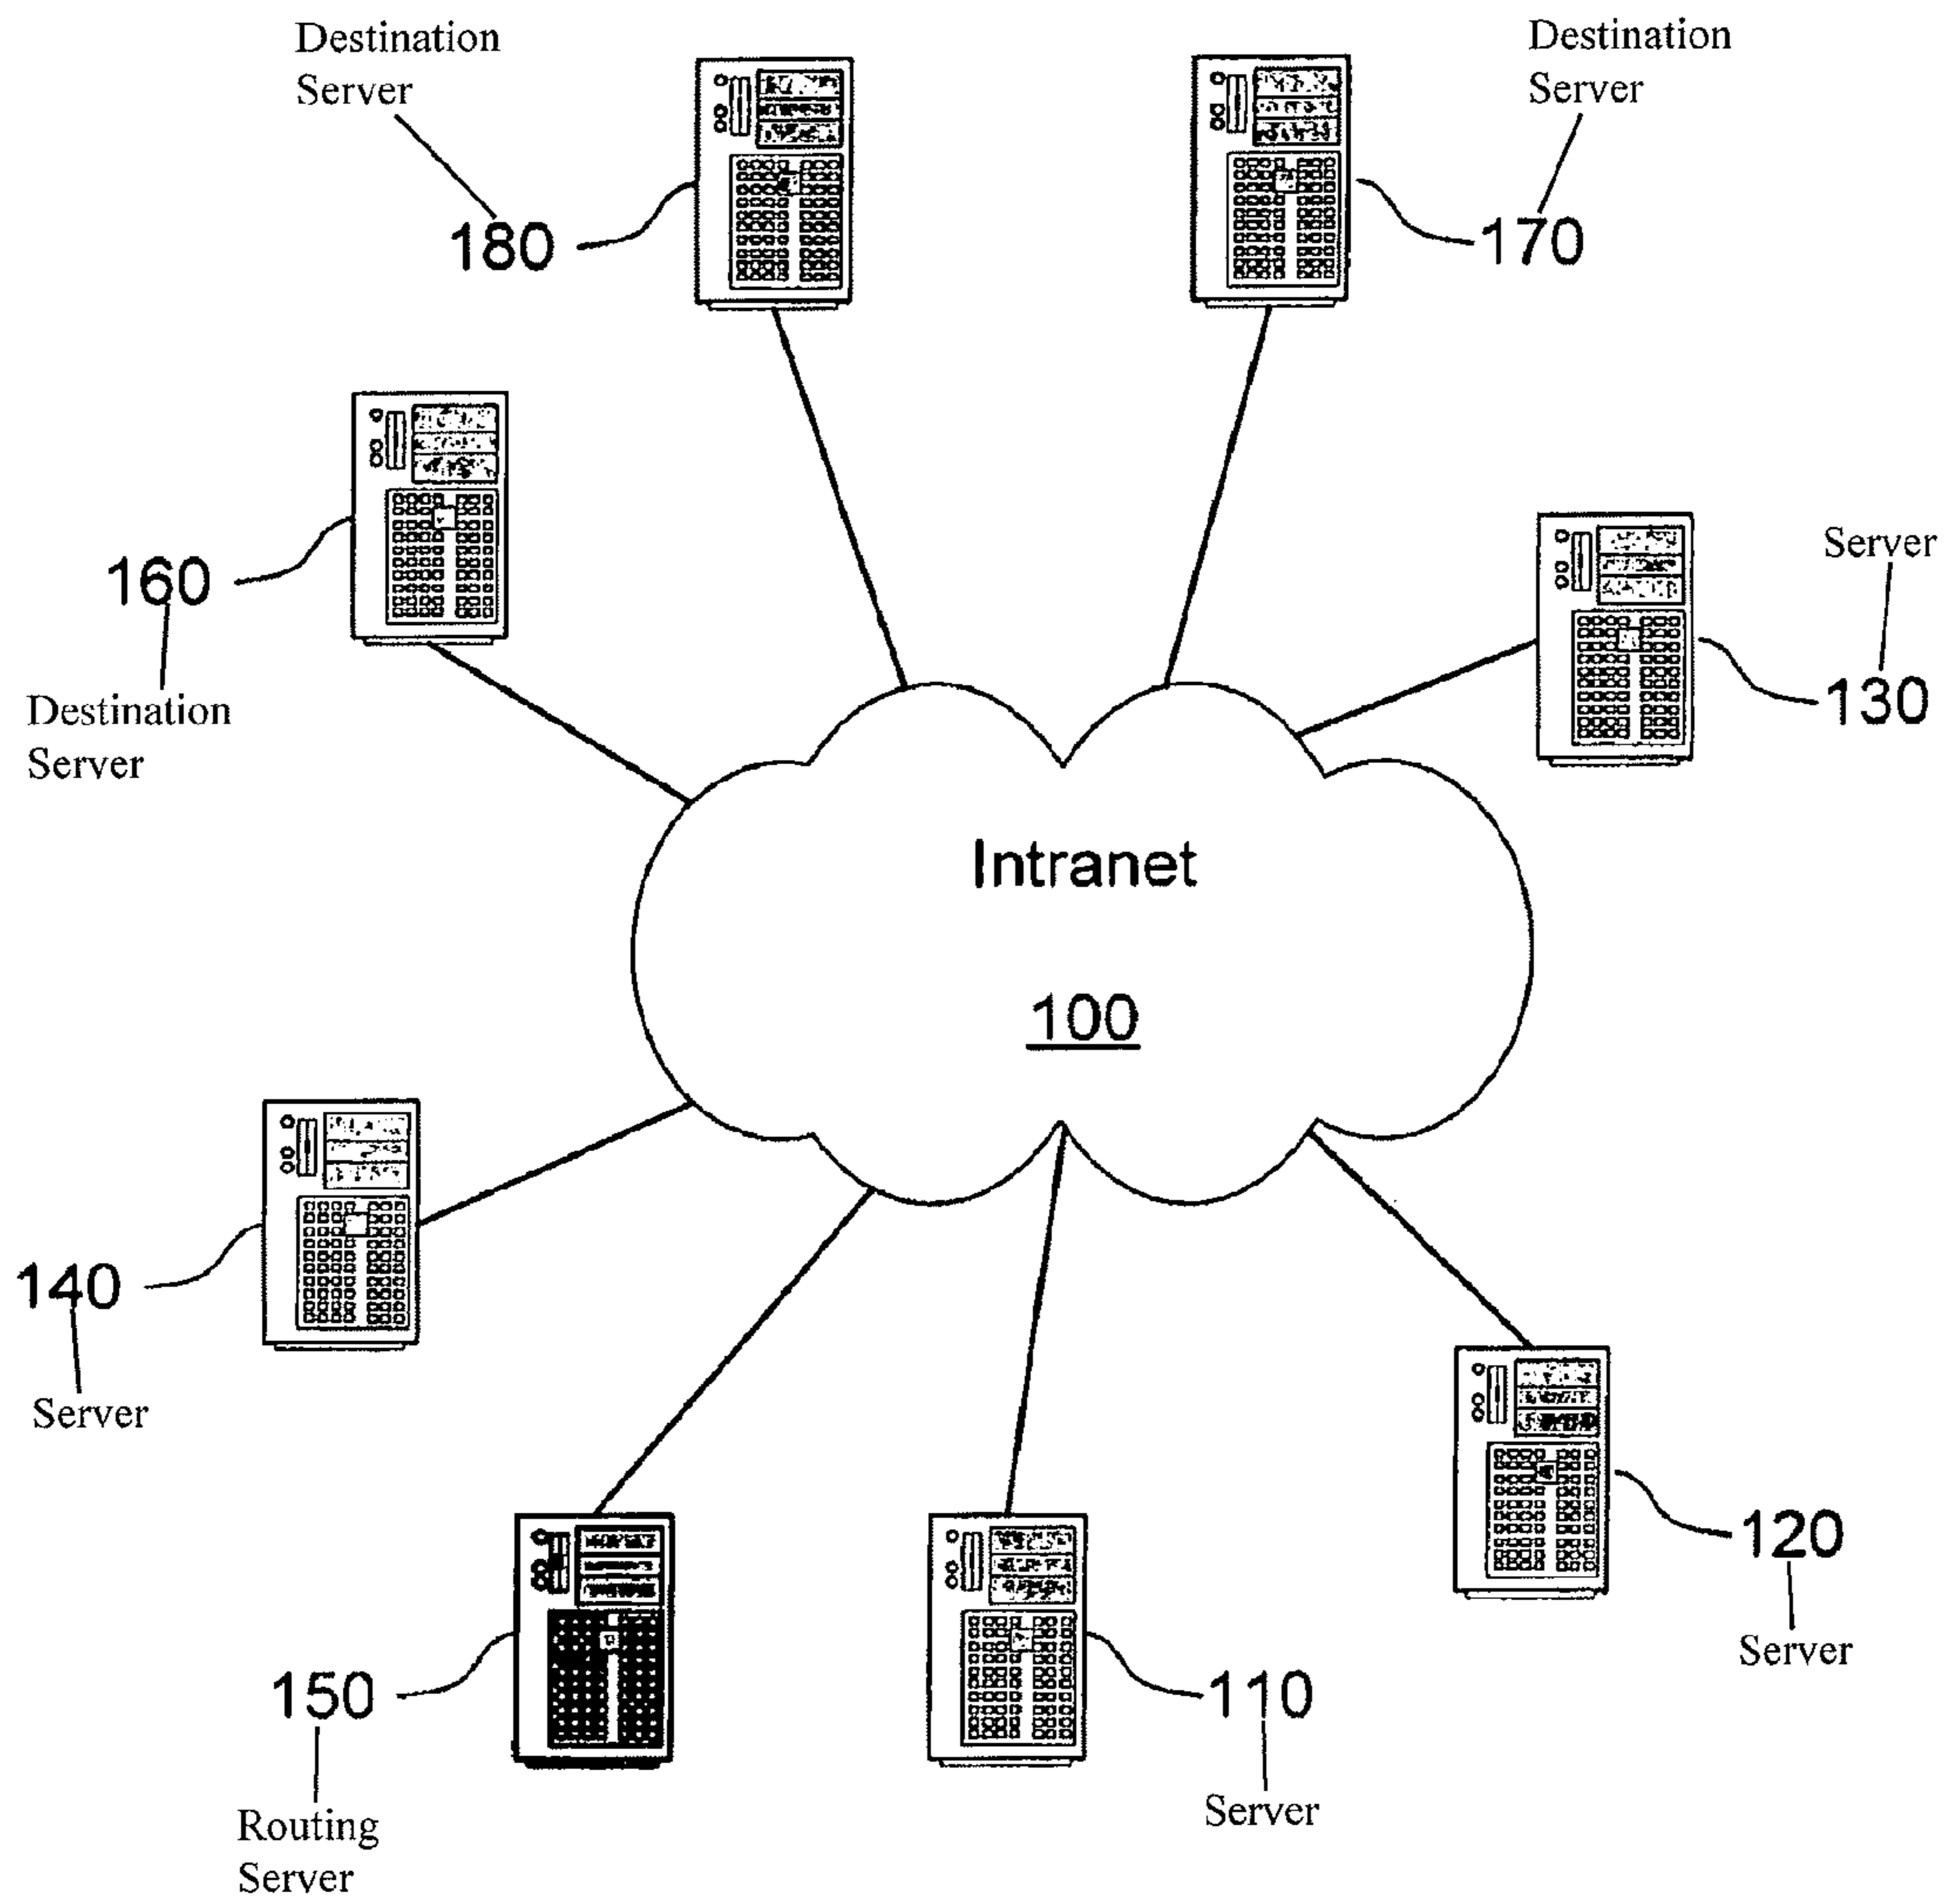 Destination
Server
180
Destination
Server
170
160
Destination
Server
Server
130
Intranet
100
140
Server
150
Routing
Server
110
Server
120
Server